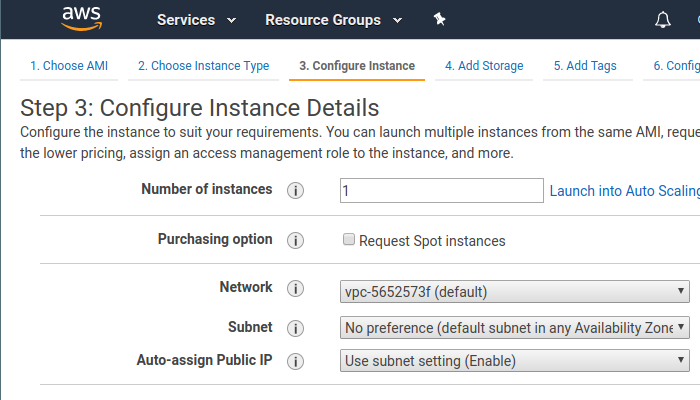 aws Services Resource Groups
1. Choose AMI 2. Choose Instance Type 3. Configure Instance 4. Add Storage 5. Add Tags 6. Config
Step 3: Configure Instance Details
Configure the instance to suit your requirements. You can launch multiple instances from the same AMI, reque
the lower pricing, assign an access management role to the instance, and more.
Number of instances i 1 Launch into Auto Scaling
Purchasing option i Request Spot instances
Network i vpc-5652573f (default)
Subnet i No preference (default subnet in any Availability Zone
Auto-assign Public IP i Use subnet setting (Enable)